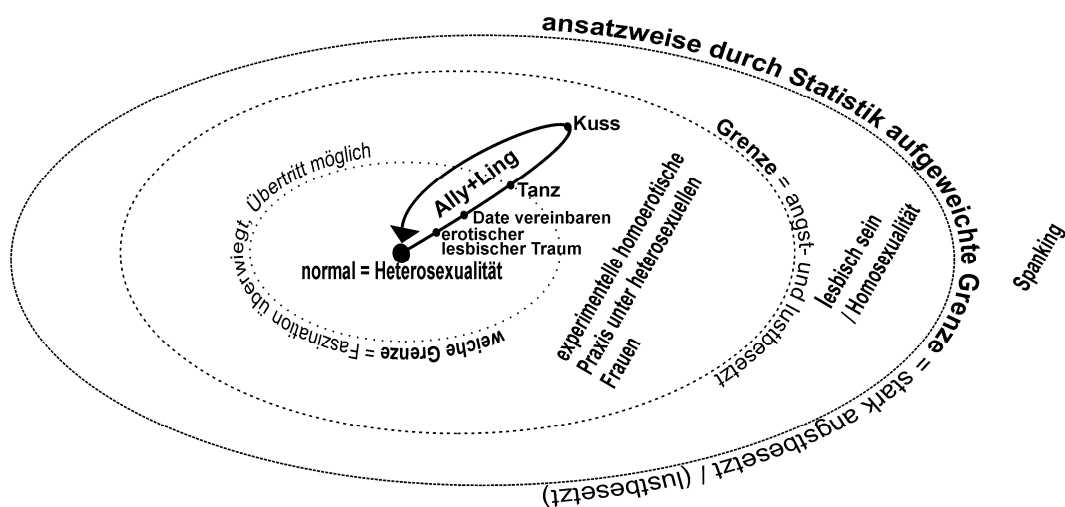 ansatzweise durch Statistik aufgeweichte Grenze = stark angstbesetzt / (lustbesetzt)
Grenze = angst- und lustbesetzt
weiche Grenze = Faszination überwiegt, Übertritt möglich
Kuss
Ally+Ling
Tanz
Date vereinbaren
erotischer
lesbischer Traum
normal = Heterosexualität
experimentelle homoerotische
Praxis unter heterosexuellen
Frauen
lesbisch sein
/ Homosexualität
Spanking